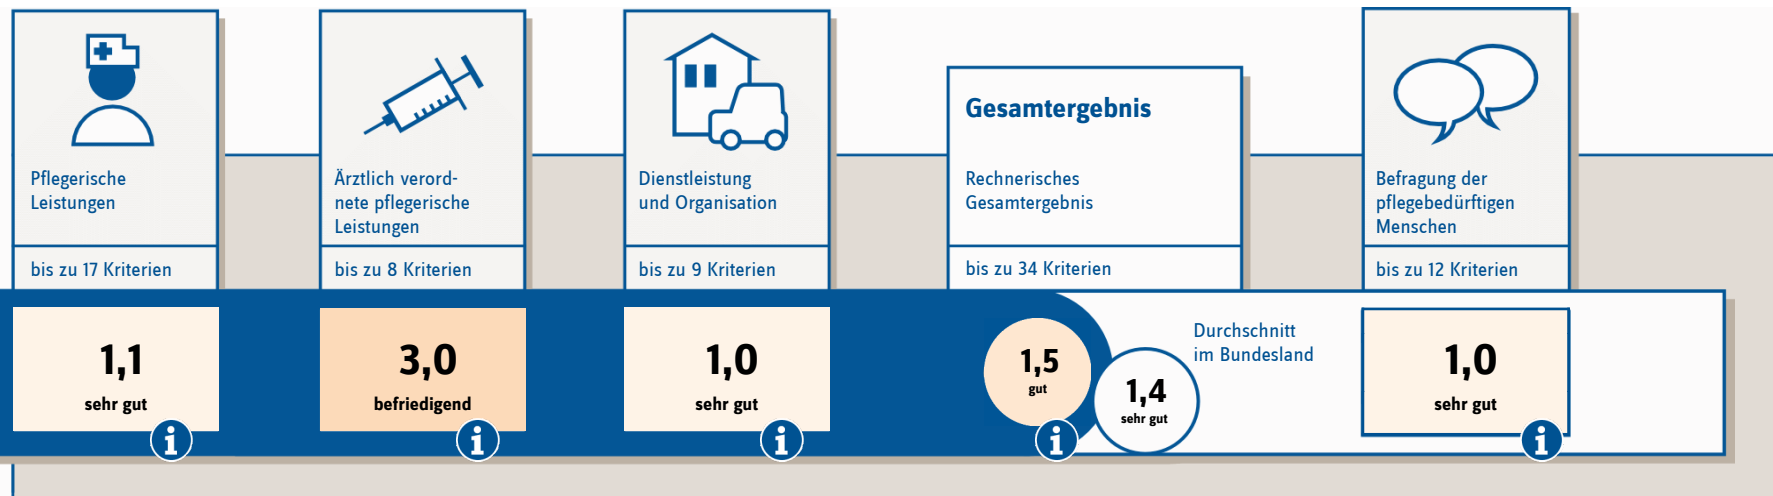 Pflegerische
Leistungen
bis zu 17 Kriterien
1,1
sehr gut
i
Ärztlich verord-
nete pflegerische
Leistungen
bis zu 8 Kriterien
3,0
befriedigend
i
Dienstleistung
und Organisation
bis zu 9 Kriterien
1,0
sehr gut
i
Gesamtergebnis
Rechnerisches
Gesamtergebnis
bis zu 34 Kriterien
1,5
gut
i
Durchschnitt
im Bundesland
1,4
sehr gut
Befragung der
pflegebedürftigen
Menschen
bis zu 12 Kriterien
1,0
sehr gut
i